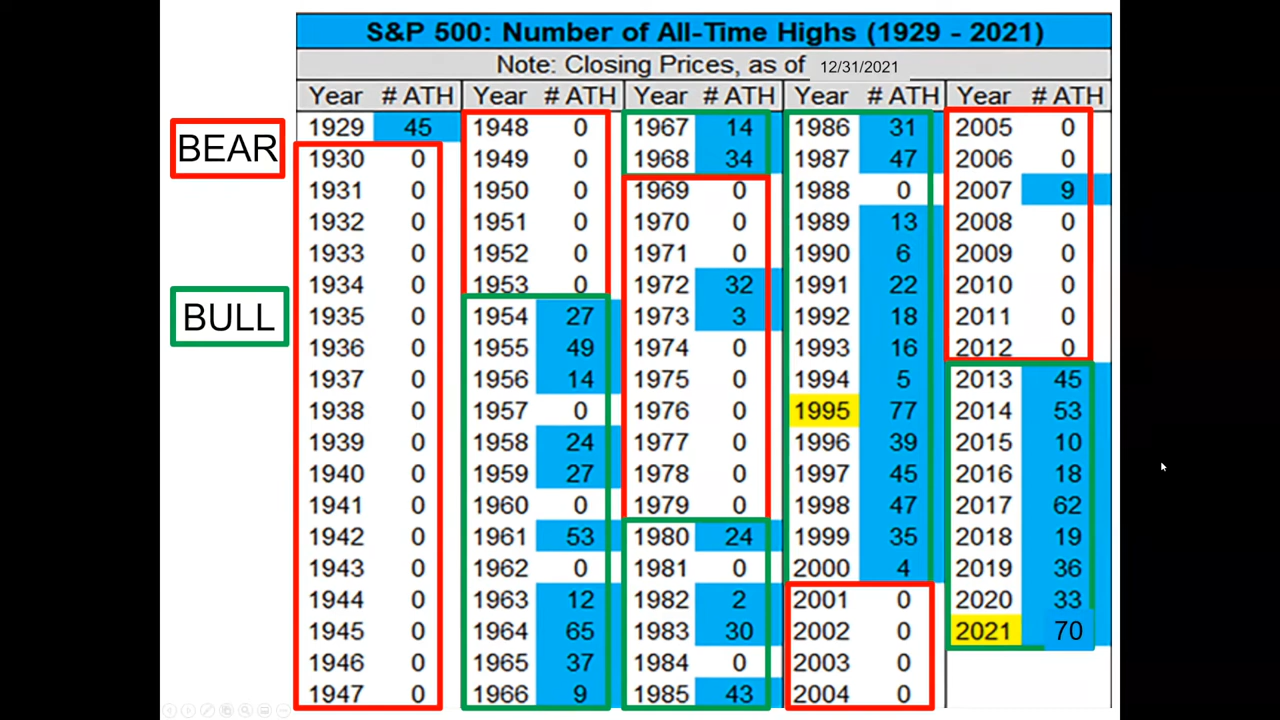 S&P 500: Number of All-Time Highs (1929 - 2021)
Note: Closing Prices, as of 12/31/2021
Year # ATH Year # ATH Year # ATH Year # ATH Year # ATH
BEAR
BULL
1929 45 1948 0 1967 14 1986 31 2005 0
1930 0 1949 0 1968 34 1987 47 2006 0
1931 0 1950 0 1969 0 1988 0 2007 9
1932 0 1951 0 1970 0 1989 13 2008 0
1933 0 1952 0 1971 0 1990 6 2009 0
1934 0 1953 0 1972 32 1991 22 2010 0
1935 0 1954 27 1973 3 1992 18 2011 0
1936 0 1955 49 1974 0 1993 16 2012 0
1937 0 1956 14 1975 0 1994 5 2013 45
1938 0 1957 0 1976 0 1995 77 2014 53
1939 0 1958 24 1977 0 1996 39 2015 10
1940 0 1959 27 1978 0 1997 45 2016 18
1941 0 1960 0 1979 0 1998 47 2017 62
1942 0 1961 53 1980 24 1999 35 2018 19
1943 0 1962 0 1981 0 2000 4 2019 36
1944 0 1963 12 1982 2 2001 0 2020 33
1945 0 1964 65 1983 30 2002 0 2021 70
1946 0 1965 37 1984 0 2003 0
1947 0 1966 9 1985 43 2004 0